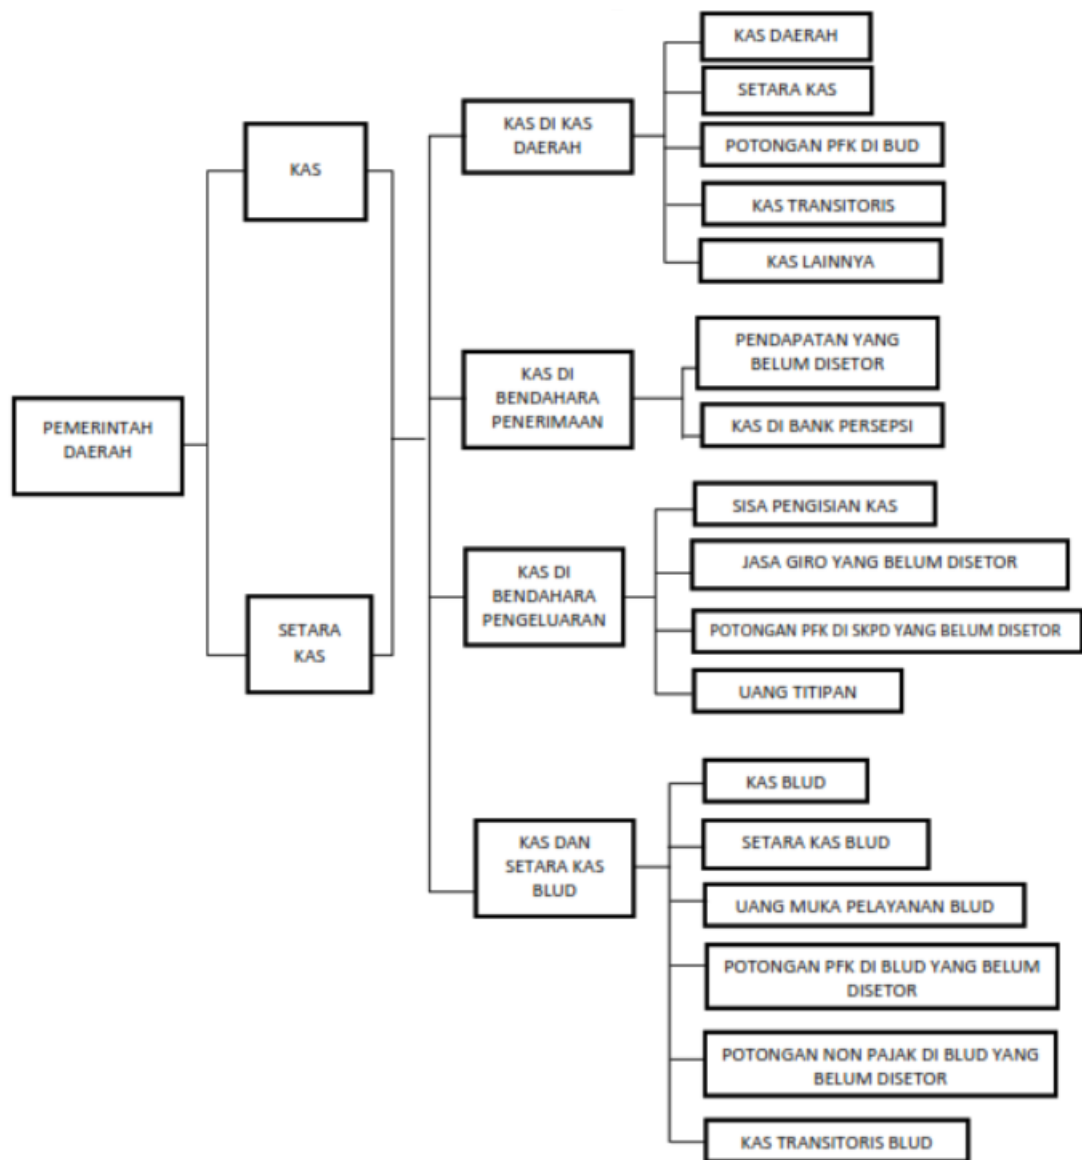 PEMERINTAH
DAERAH
KAS
SETARA
KAS
KAS DI KAS
DAERAH
KAS DAERAH
SETARA KAS
POTONGAN PFK DI BUD
KAS TRANSITORIS
KAS LAINNYA
KAS DI
BENDAHARA
PENERIMAAN
PENDAPATAN YANG
BELUM DISETOR
KAS DI BANK PERSEPSI
KAS DI
BENDAHARA
PENGELUARAN
SISA PENGISIAN KAS
JASA GIRO YANG BELUM DISETOR
POTONGAN PFK DI SKPD YANG BELUM DISETOR
UANG TITIPAN
KAS DAN
SETARA KAS
BLUD
KAS BLUD
SETARA KAS BLUD
UANG MUKA PELAYANAN BLUD
POTONGAN PFK DI BLUD YANG BELUM
DISETOR
POTONGAN NON PAJAK DI BLUD YANG
BELUM DISETOR
KAS TRANSITORIS BLUD